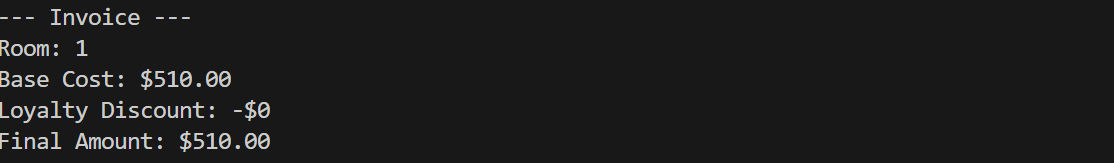 --- Invoice ---
Room: 1
Base Cost: $510.00
Loyalty Discount: -$0
Final Amount: $510.00